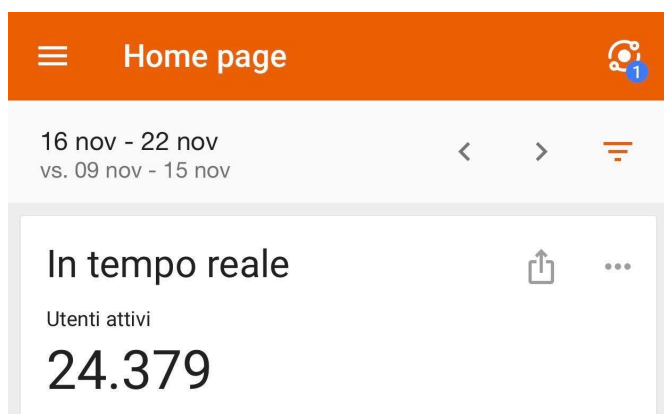 Home page
1
16 nov - 22 nov
vs. 09 nov - 15 nov
In tempo reale
Utenti attivi
24.379